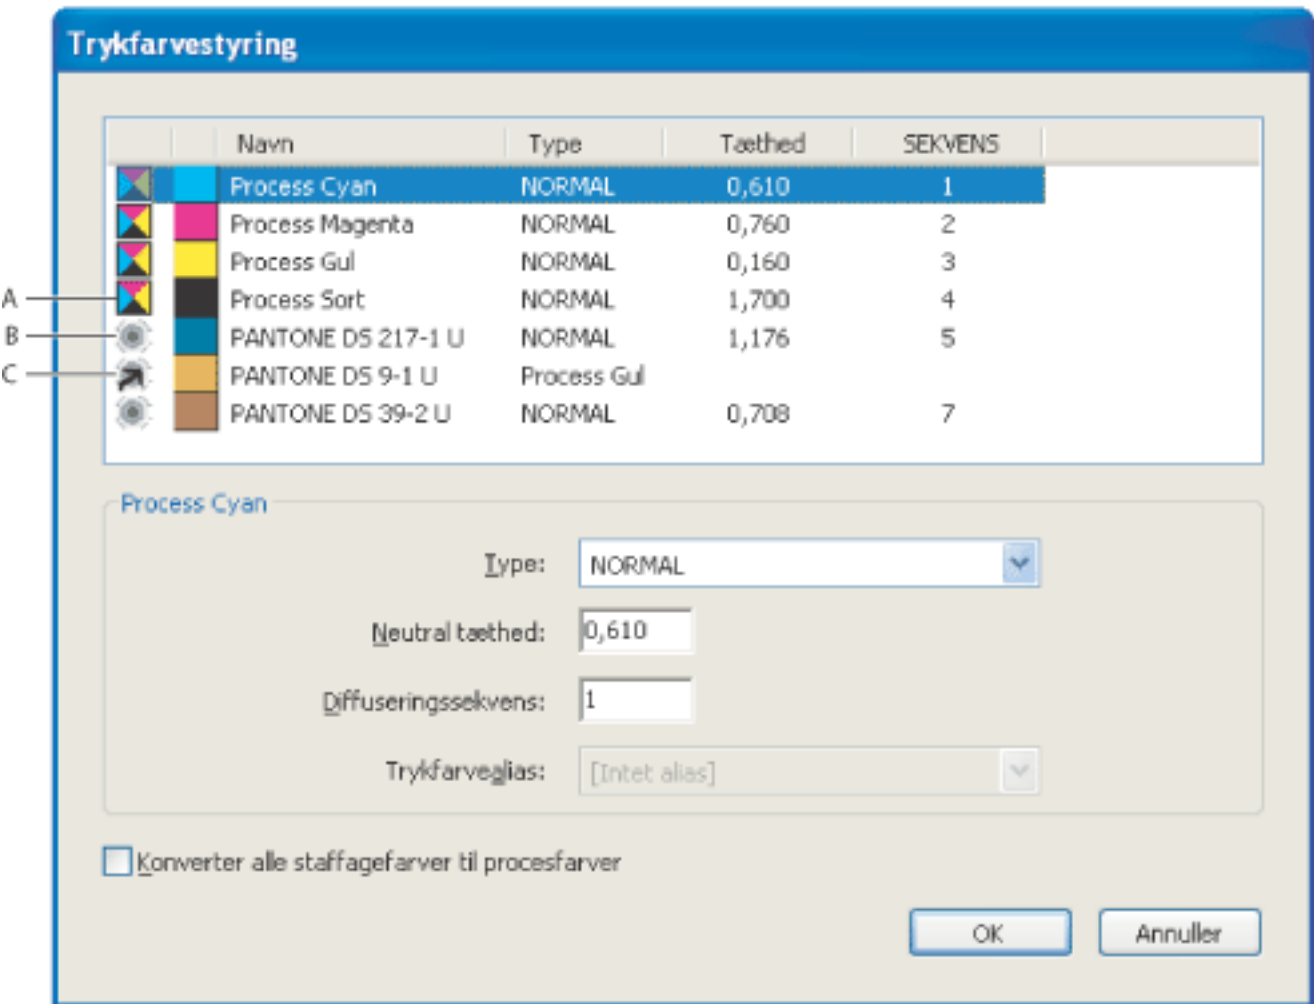 Trykfarvestyring
Navn Type Tæthed SEKVENS
Process Cyan NORMAL 0,610 1
Process Magenta NORMAL 0,760 2
Process Gul NORMAL 0,160 3
A Process Sort NORMAL 1,700 4
B PANTONE DS 217-1 U NORMAL 1,176 5
C PANTONE DS 9-1 U Process Gul
PANTONE DS 39-2 U NORMAL 0,708 7
Process Cyan
Type: NORMAL
Neutral tæthed: 0,610
Diffuseringssekvens: 1
Trykfarvealias: [Intet alias]
Konverter alle staffagefarver til procesfarver
OK Annuller